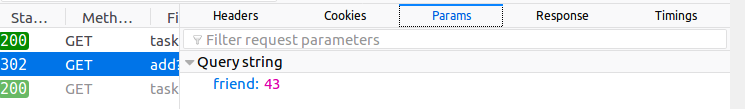 Sta… Meth… Fi Headers Cookies Params Response Timings
200 GET task
Filter request parameters
302 GET add?
Query string
200 GET task
friend: 43